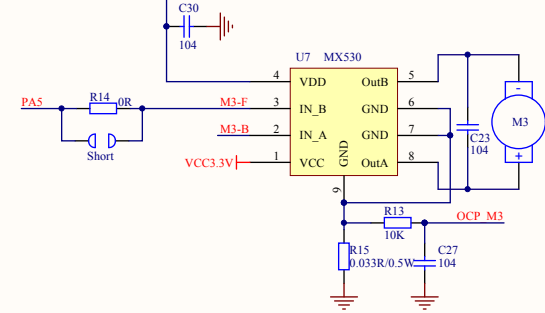 C30
104
U7 MX530
4 VDD OutB 5
PA5 R14 0R M3-F 3 IN_B GND 6
Short M3-B 2 IN_A GND 7
VCC3.3V 1 VCC GND OutA 8
9
-
M3
+
C23
104
R13
10K
OCP_M3
R15
0.033R/0.5W
C27
104